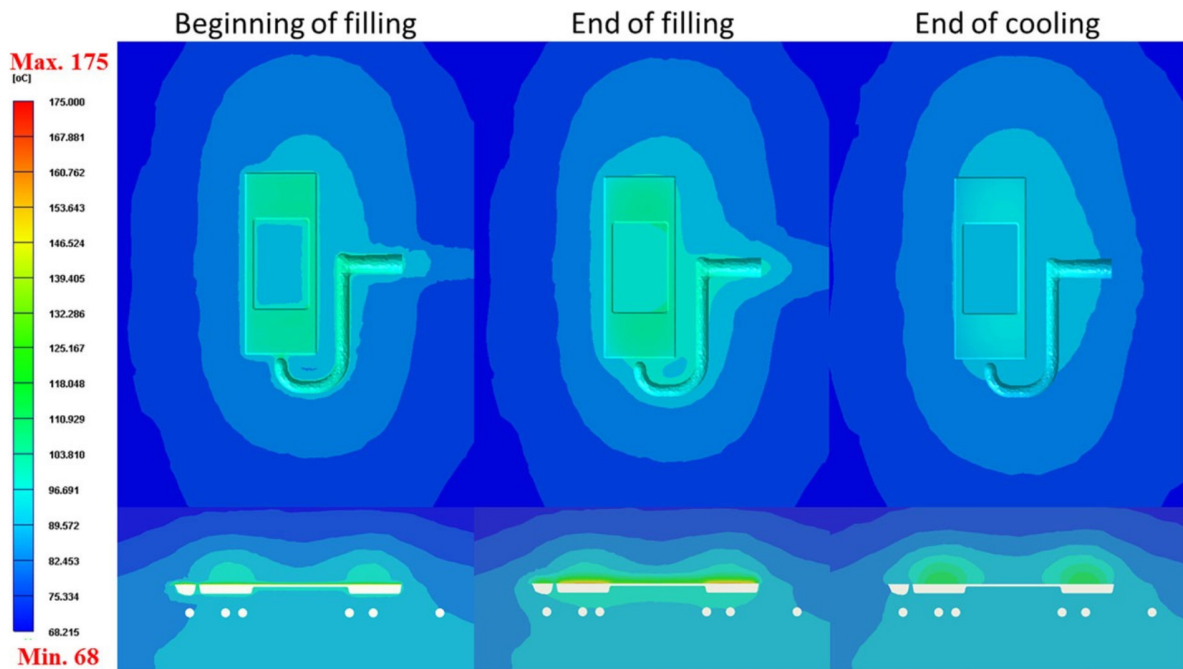 Beginning of filling
End of filling
End of cooling
Max. 175
[oC]
175.000
167.881
160.762
153.643
146.524
139.405
132.286
125.167
118.048
110.929
103.810
96.691
89.572
82.453
75.334
68.215
Min. 68